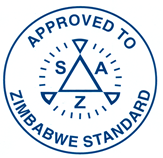 APPROVED TO
S A
Z
ZIMBABWE STANDARD